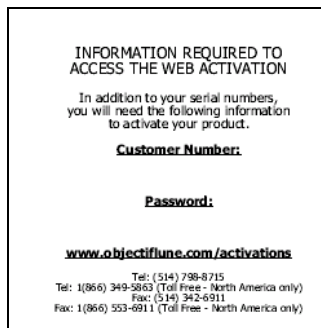 INFORMATION REQUIRED TO
ACCESS THE WEB ACTIVATION
In addition to your serial numbers,
you will need the following information
to activate your product.
Customer Number:
Password:
www.objectiflune.com/activations
Tel: (514) 798-8715
Tel: 1(866) 349-5863 (Toll Free - North America only)
Fax: (514) 342-6911
Fax: 1(866) 553-6911 (Toll Free - North America only)